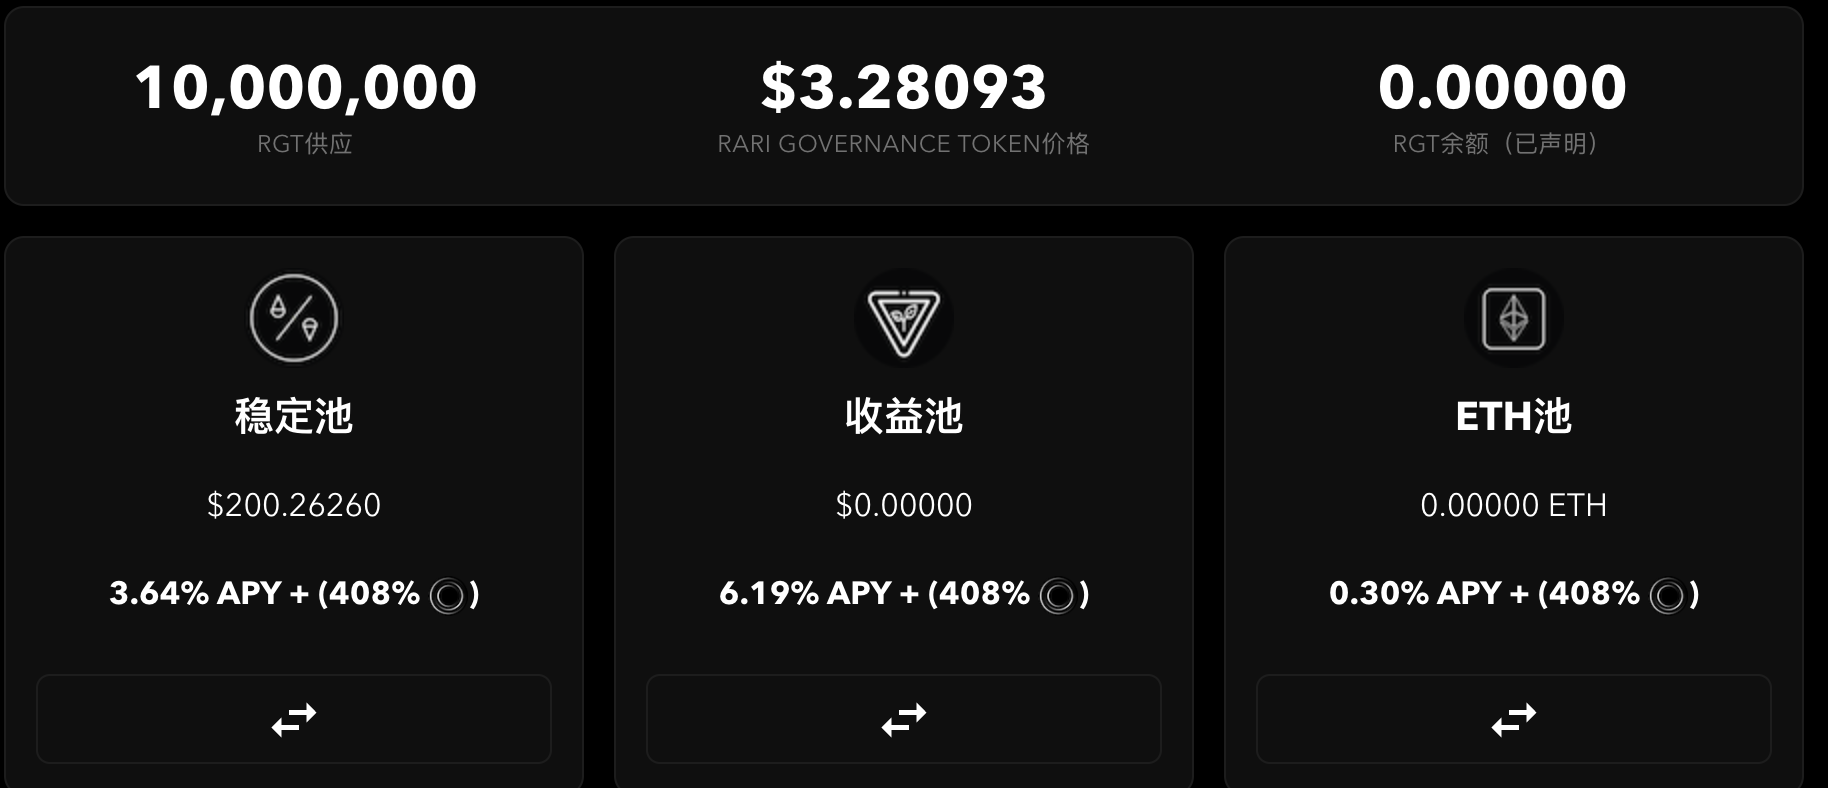 10,000,000
RGT供应
$3.28093
RARI GOVERNANCE TOKEN价格
0.00000
RGT余额（已声明）
稳定池
$200.26260
3.64% APY + (408% )
收益池
$0.00000
6.19% APY + (408% )
ETH池
0.00000 ETH
0.30% APY + (408% )